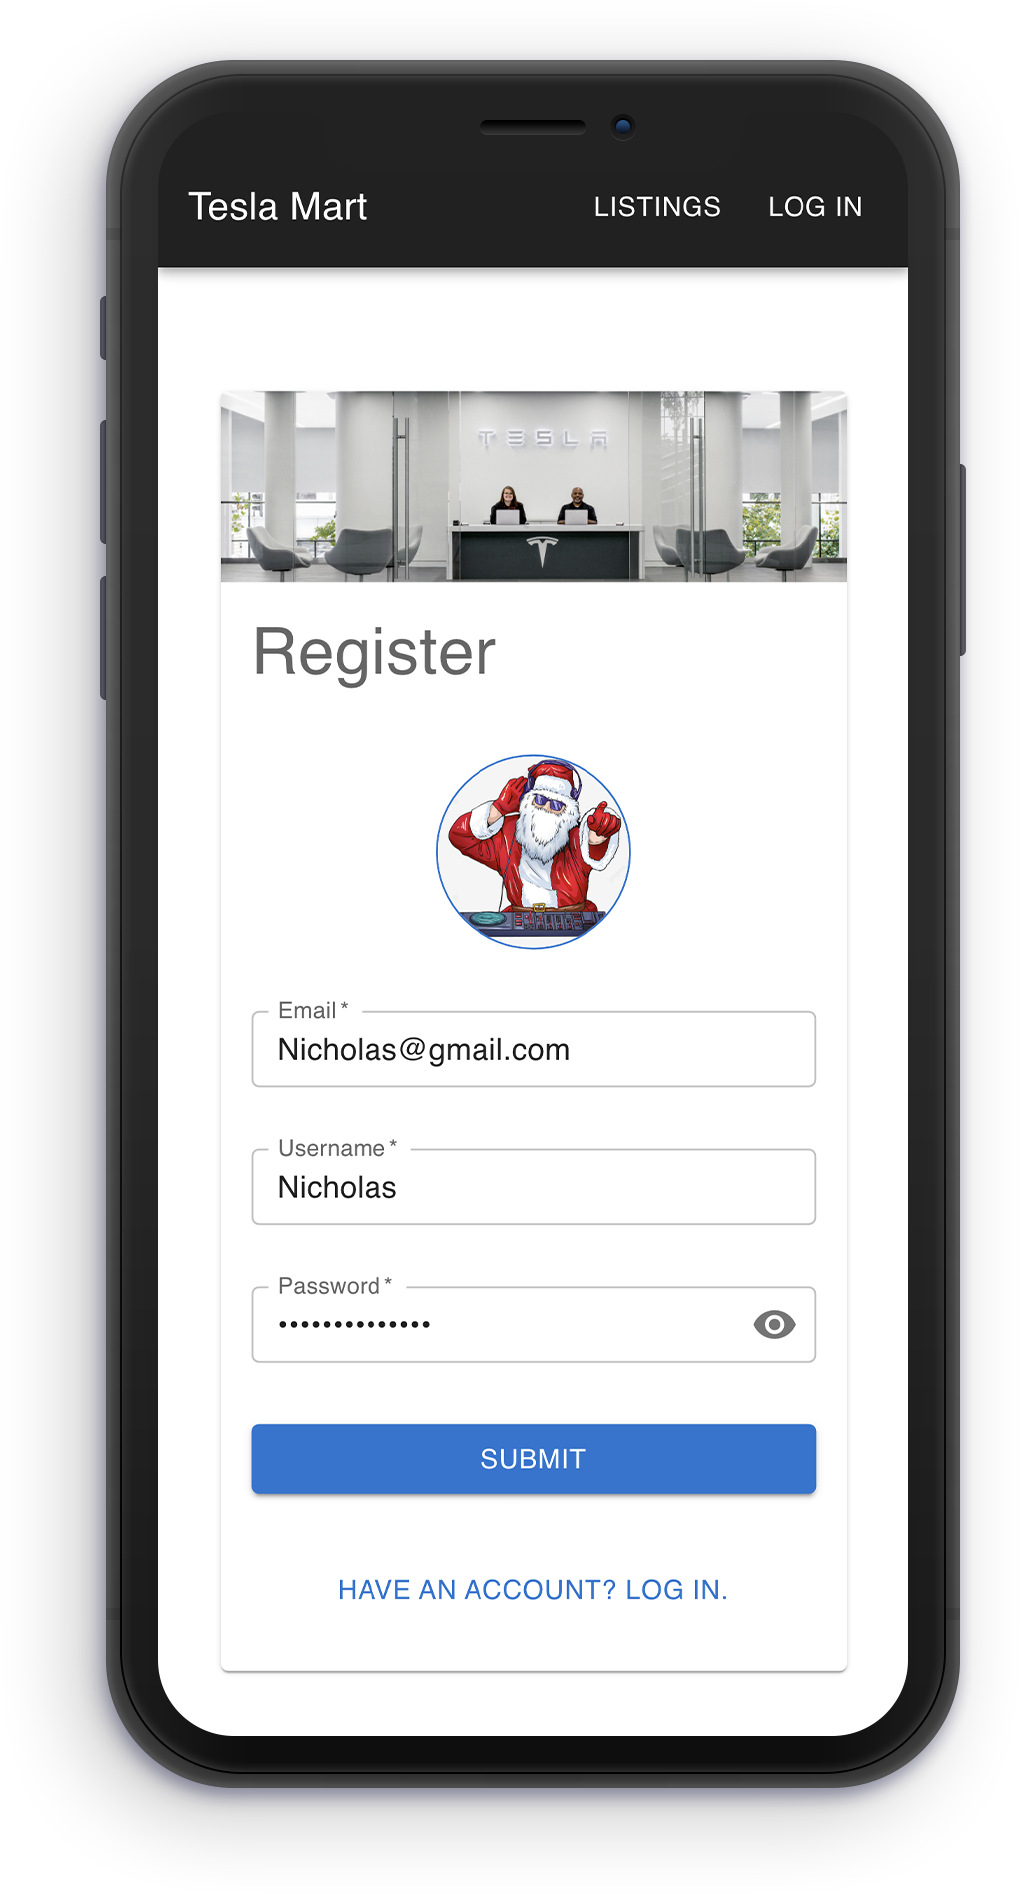 Tesla Mart LISTINGS LOG IN
TESLA
Register
Email *
Nicholas@gmail.com
Username *
Nicholas
Password *
••••••••••••••
SUBMIT
HAVE AN ACCOUNT? LOG IN.